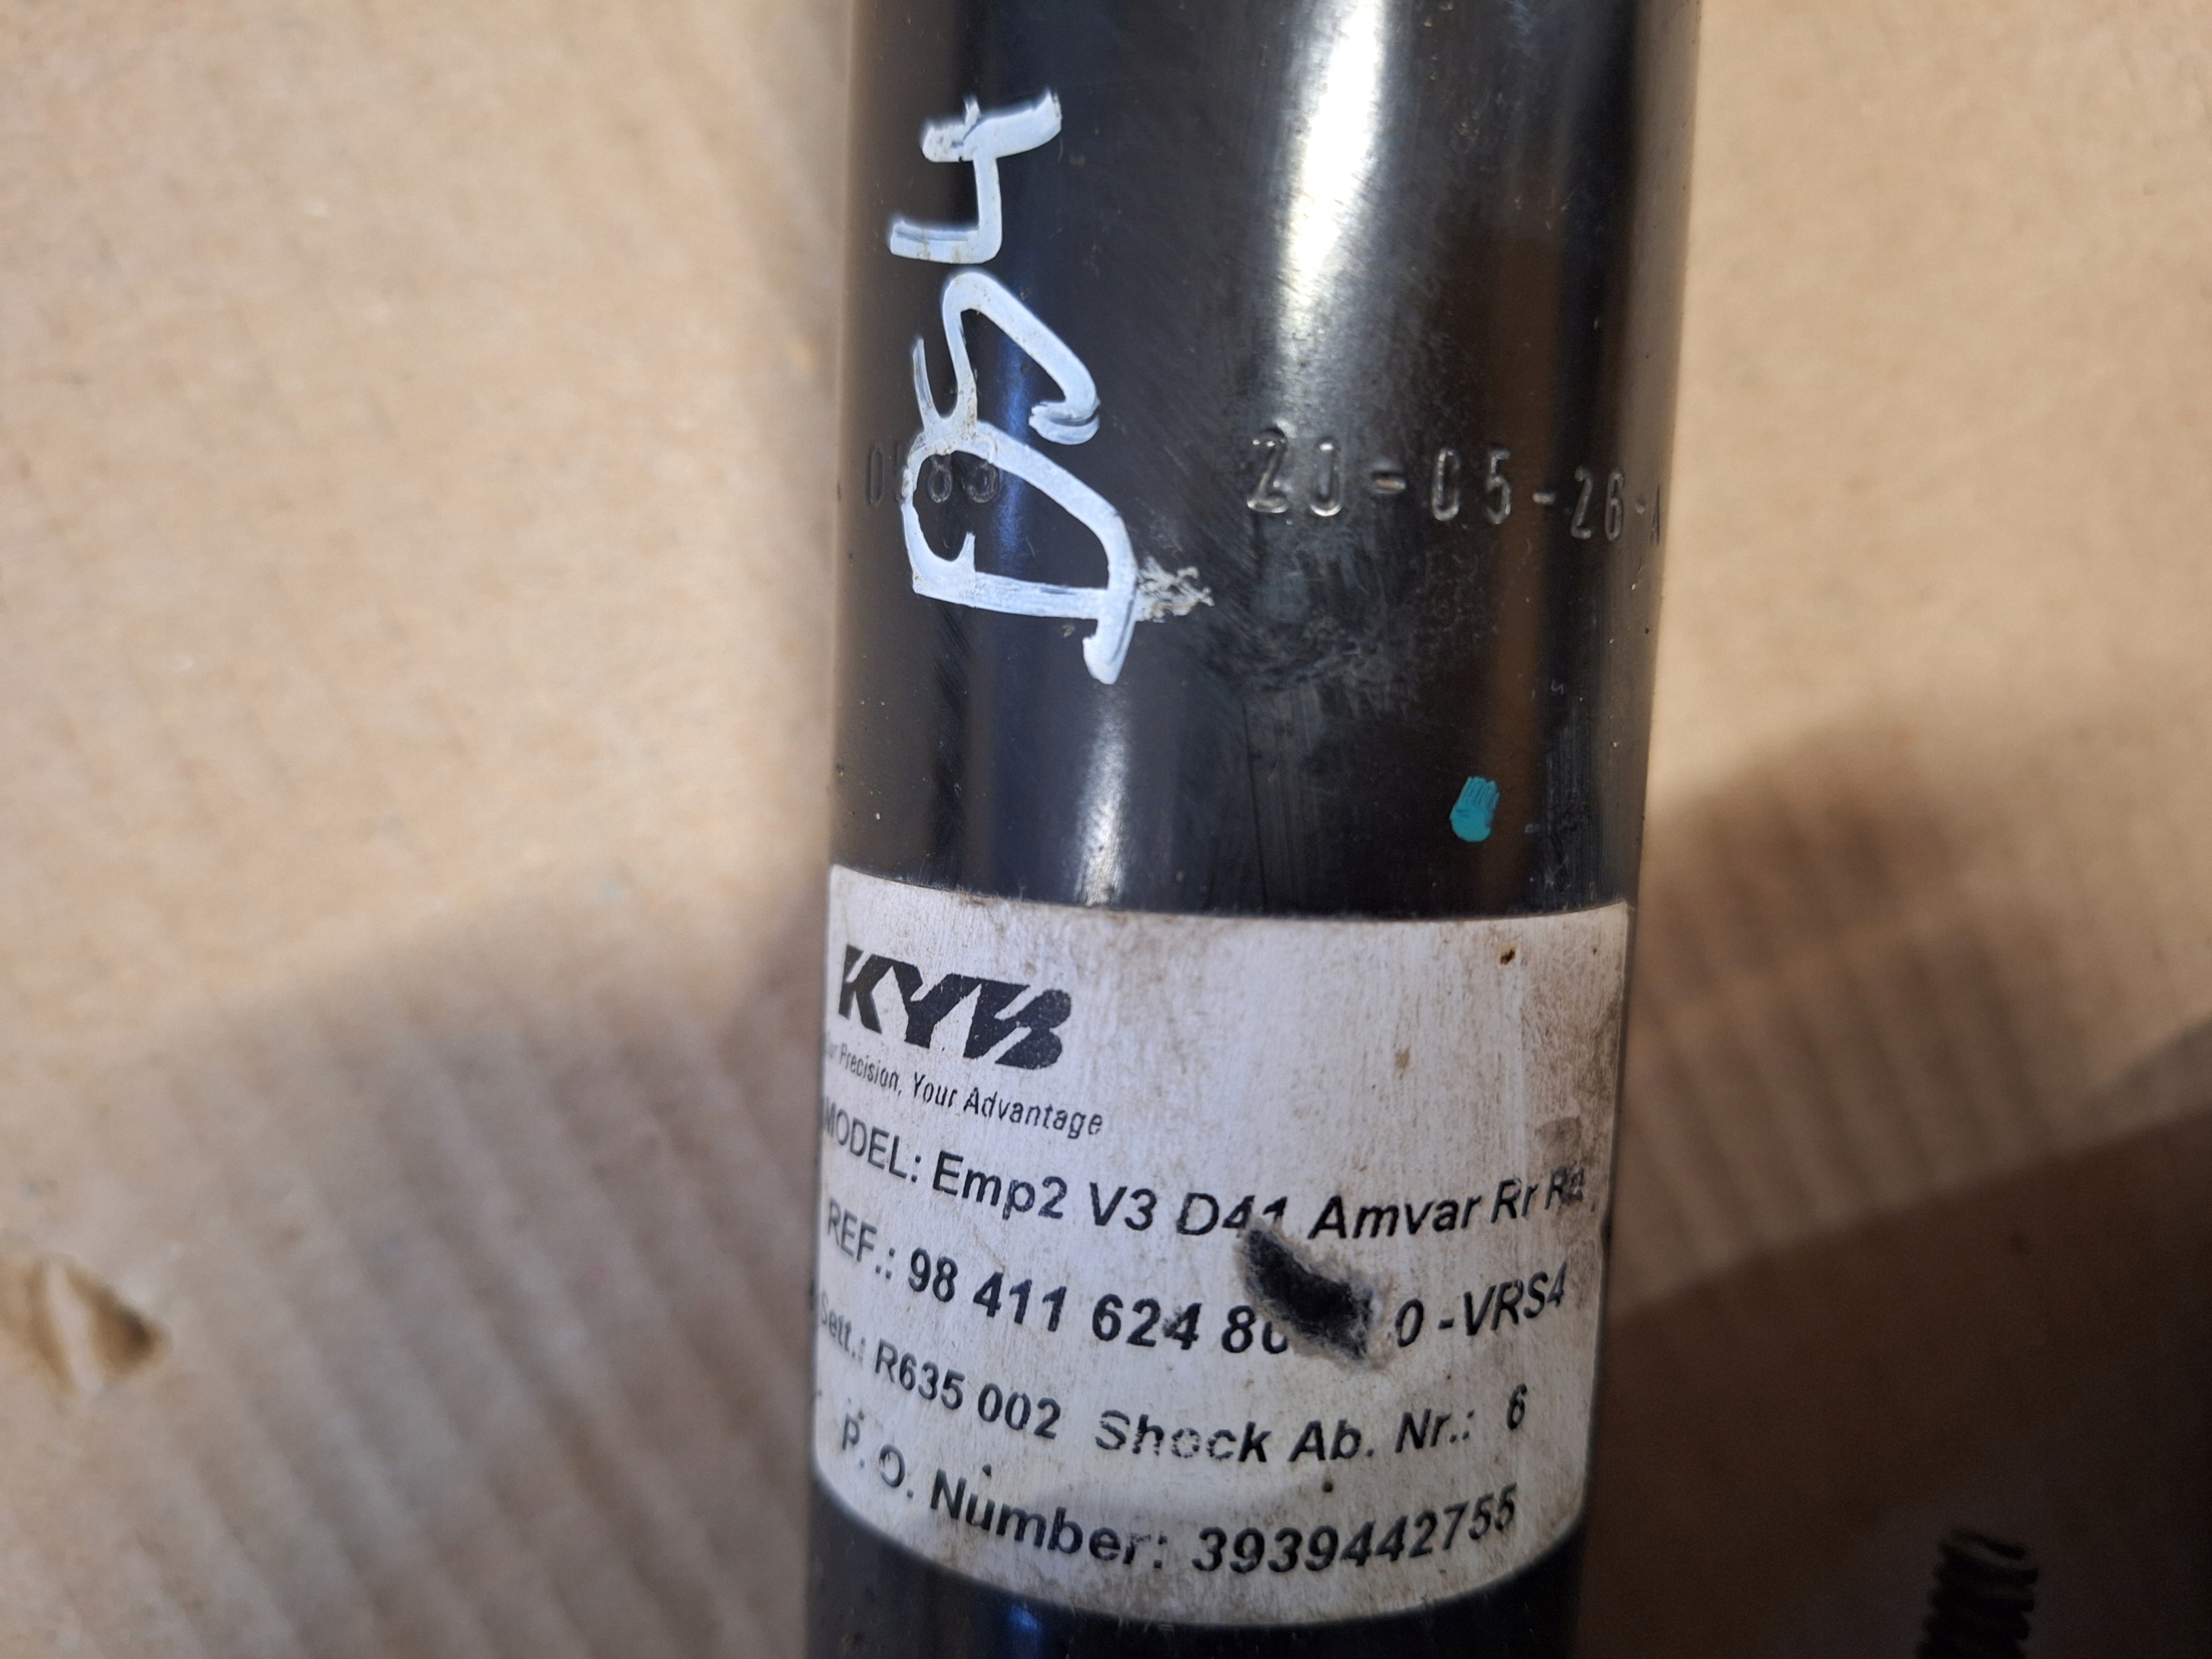 DS4
20-05-26-A
KYB
Precision, Your Advantage
MODEL: Emp2 V3 D41 Amvar Rr
REF.: 98 411 624 80 0 -VRS4
Sett.: R635 002 Shock Ab. Nr.: 6
P. O. Number: 3939442755